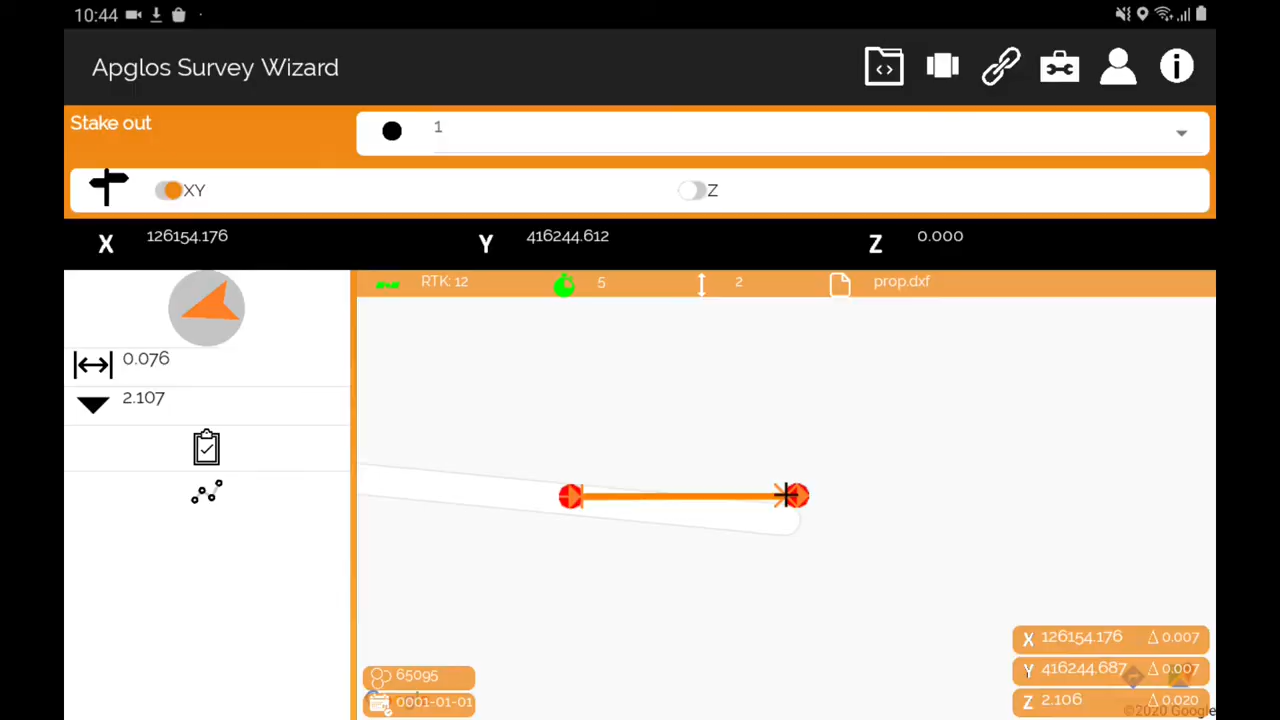 10:44
Apglos Survey Wizard
Stake out
1
XY
Z
X 126154.176 Y 416244.612 Z 0.000
RTK: 12 5 2 prop.dxf
0.076
2.107
X 126154.176 Δ 0.007
Y 416244.687 Δ 0.007
Z 2.106 Δ 0.020
65095
0001-01-01
©2020 Google